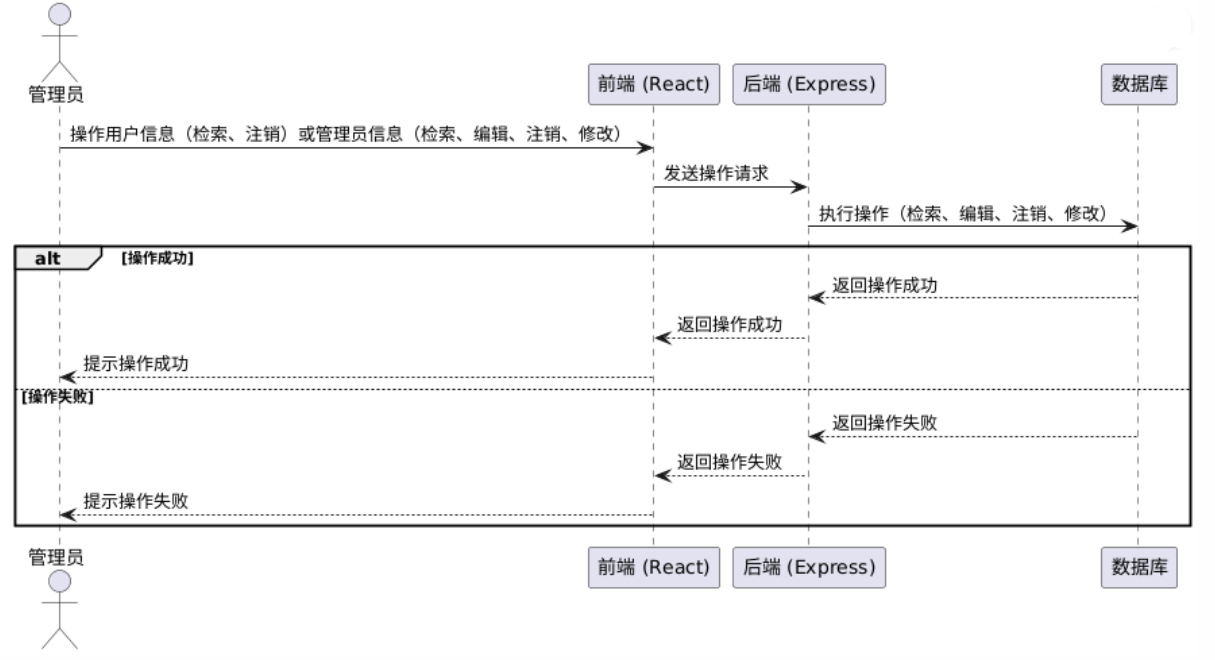 管理员
前端 (React)
后端 (Express)
数据库
操作用户信息（检索、注销）或管理员信息（检索、编辑、注销、修改）
发送操作请求
执行操作（检索、编辑、注销、修改）
alt
[操作成功]
返回操作成功
返回操作成功
提示操作成功
[操作失败]
返回操作失败
返回操作失败
提示操作失败
管理员
前端 (React)
后端 (Express)
数据库